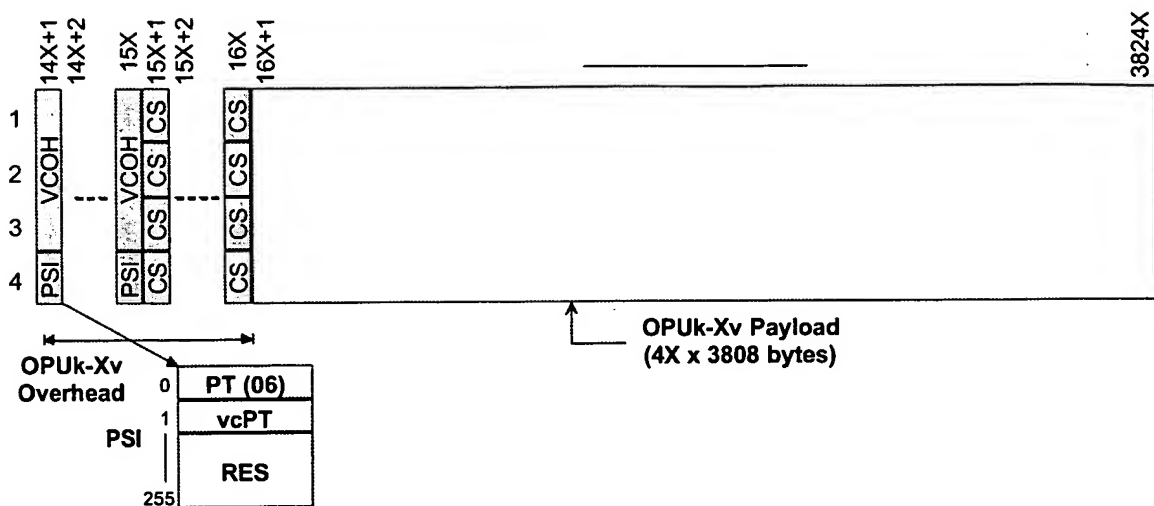 14X+1
14X+2
15X
15X+1
15X+2
16X
16X+1
3824X
1
2
3
4
VCOH
PSI
VCOH
PSI
CS
CS
CS
CS
CS
CS
CS
CS
OPUk-Xv Payload
(4X x 3808 bytes)
OPUk-Xv
Overhead
PSI
0
PT (06)
1
vcPT
RES
255